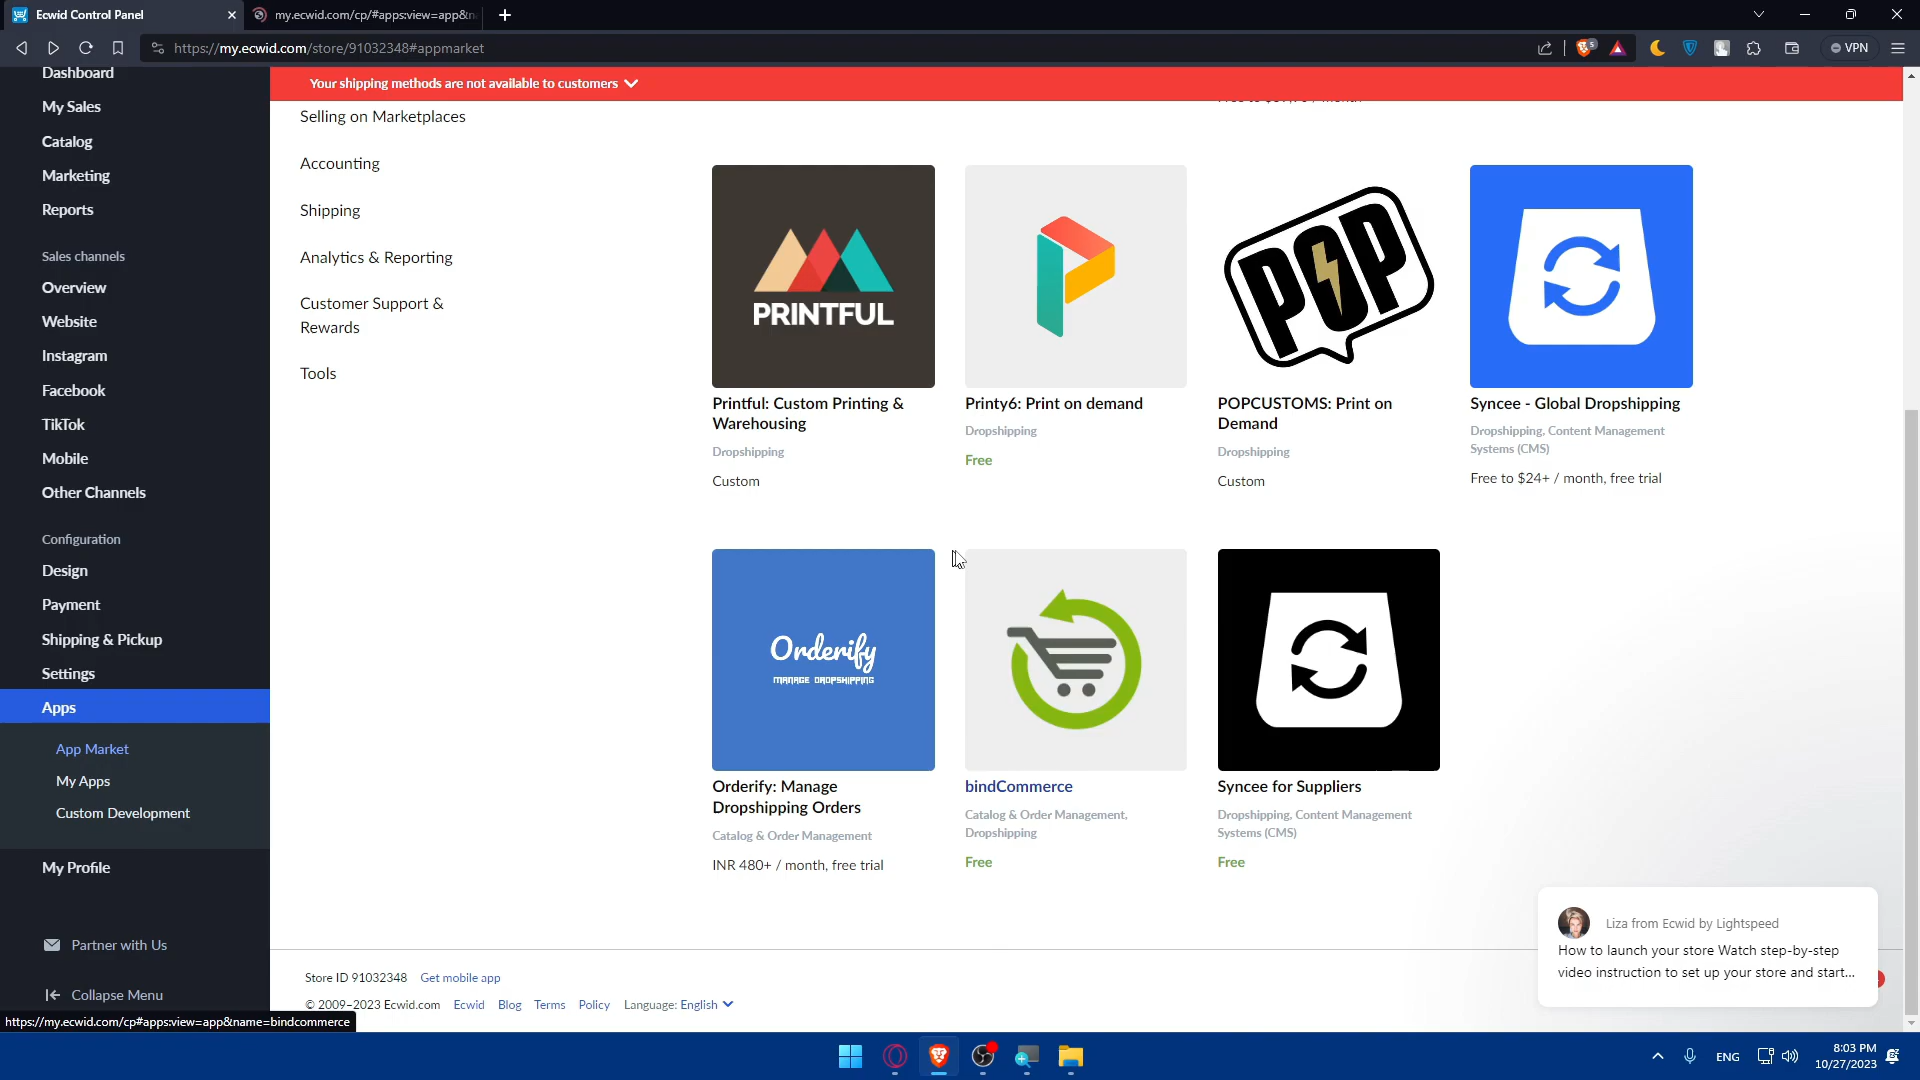 Ecwid Control Panel
my.ecwid.com/cp/#apps:view=app&n
https://my.ecwid.com/store/91032348#appmarket
VPN
Dashboard
My Sales
Catalog
Marketing
Reports
Sales channels
Overview
Website
Instagram
Facebook
TikTok
Mobile
Other Channels
Configuration
Design
Payment
Shipping & Pickup
Settings
Apps
App Market
My Apps
Custom Development
My Profile
Partner with Us
Collapse Menu
https://my.ecwid.com/cp#apps:view=app&name=bindcommerce
Your shipping methods are not available to customers
Selling on Marketplaces
Accounting
Shipping
Analytics & Reporting
Customer Support &
Rewards
Tools
PRINTFUL
POP
Printful: Custom Printing &
Warehousing
Dropshipping
Custom
Printy6: Print on demand
Dropshipping
Free
POPCUSTOMS: Print on
Demand
Dropshipping
Custom
Syncee - Global Dropshipping
Dropshipping, Content Management
Systems (CMS)
Free to $24+ / month, free trial
Orderify
MANAGE DROPSHIPPING
Orderify: Manage
Dropshipping Orders
Catalog & Order Management
INR 480+ / month, free trial
bindCommerce
Catalog & Order Management,
Dropshipping
Free
Syncee for Suppliers
Dropshipping, Content Management
Systems (CMS)
Free
Liza from Ecwid by Lightspeed
How to launch your store Watch step-by-step
video instruction to set up your store and start...
Store ID 91032348 Get mobile app
© 2009–2023 Ecwid.com Ecwid Blog Terms Policy Language: English
ENG
8:03 PM
10/27/2023